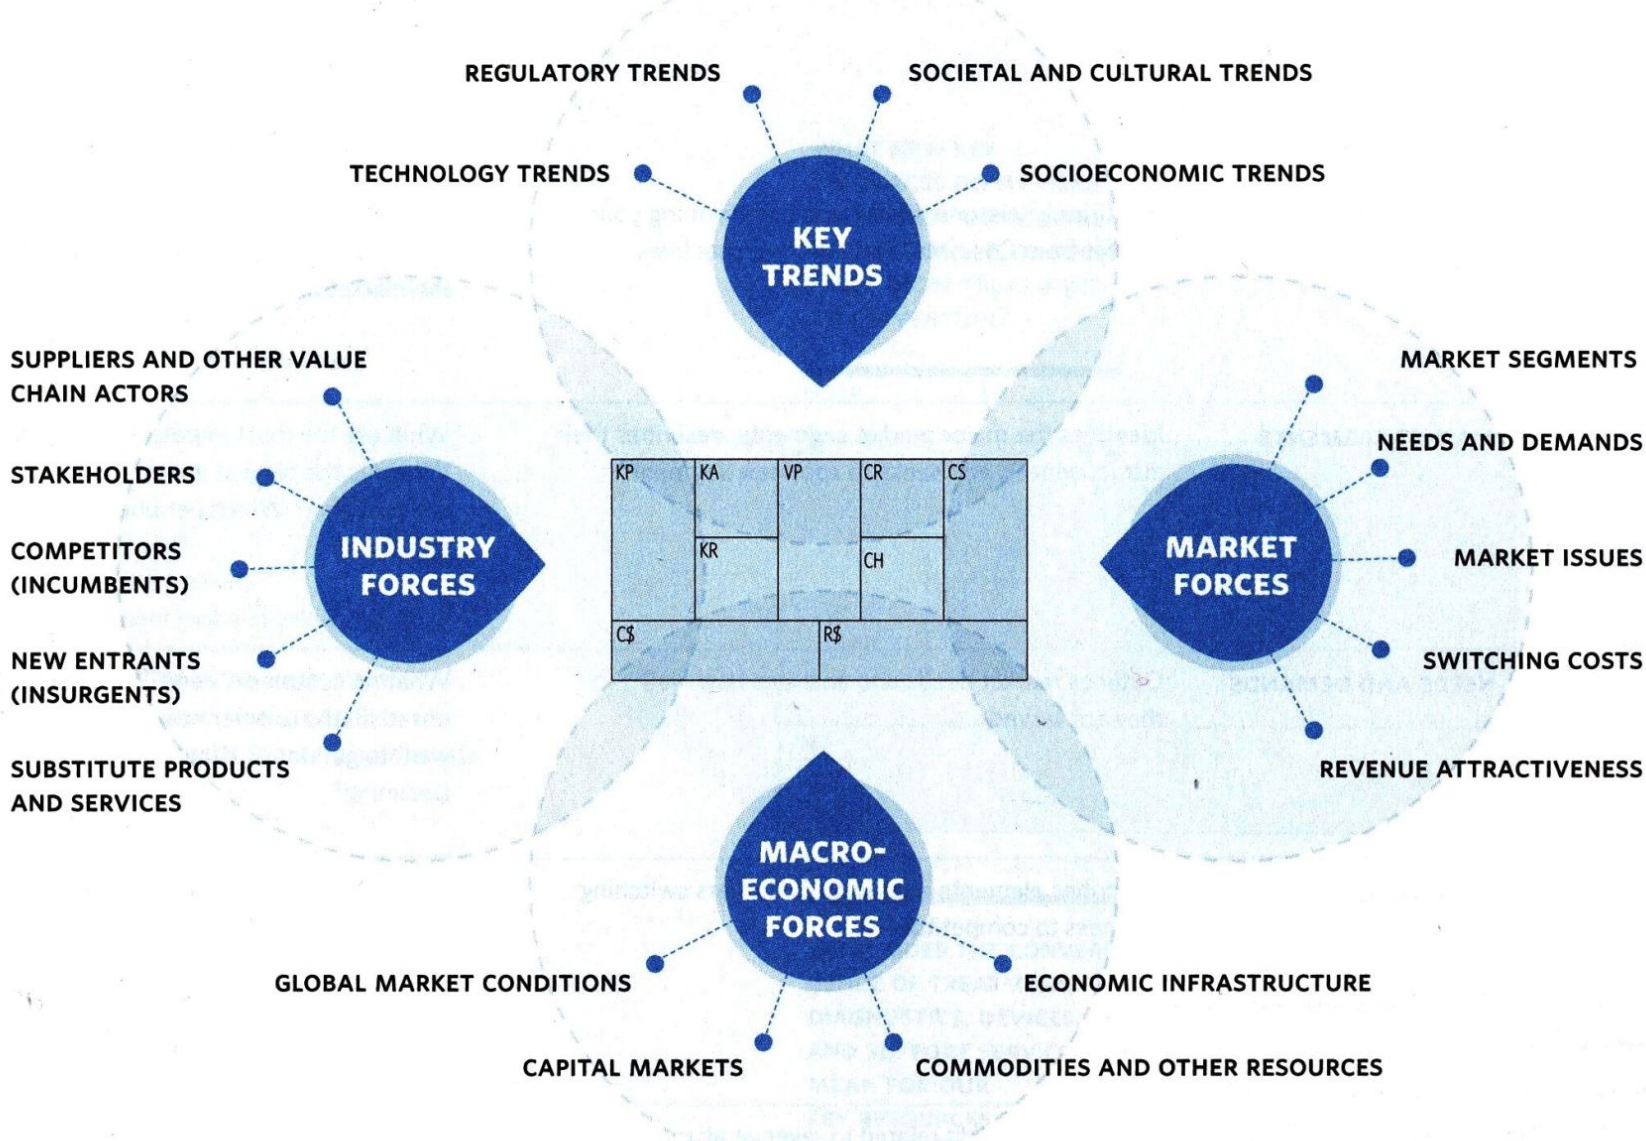 REGULATORY TRENDS
SOCIETAL AND CULTURAL TRENDS
TECHNOLOGY TRENDS
SOCIOECONOMIC TRENDS
KEY
TRENDS
SUPPLIERS AND OTHER VALUE
CHAIN ACTORS
STAKEHOLDERS
COMPETITORS
(INCUMBENTS)
NEW ENTRANTS
(INSURGENTS)
SUBSTITUTE PRODUCTS
AND SERVICES
INDUSTRY
FORCES
KP
KA
VP
CR
CS
KR
CH
C$
R$
MARKET
FORCES
MARKET SEGMENTS
NEEDS AND DEMANDS
MARKET ISSUES
SWITCHING COSTS
REVENUE ATTRACTIVENESS
MACRO-
ECONOMIC
FORCES
GLOBAL MARKET CONDITIONS
ECONOMIC INFRASTRUCTURE
CAPITAL MARKETS
COMMODITIES AND OTHER RESOURCES